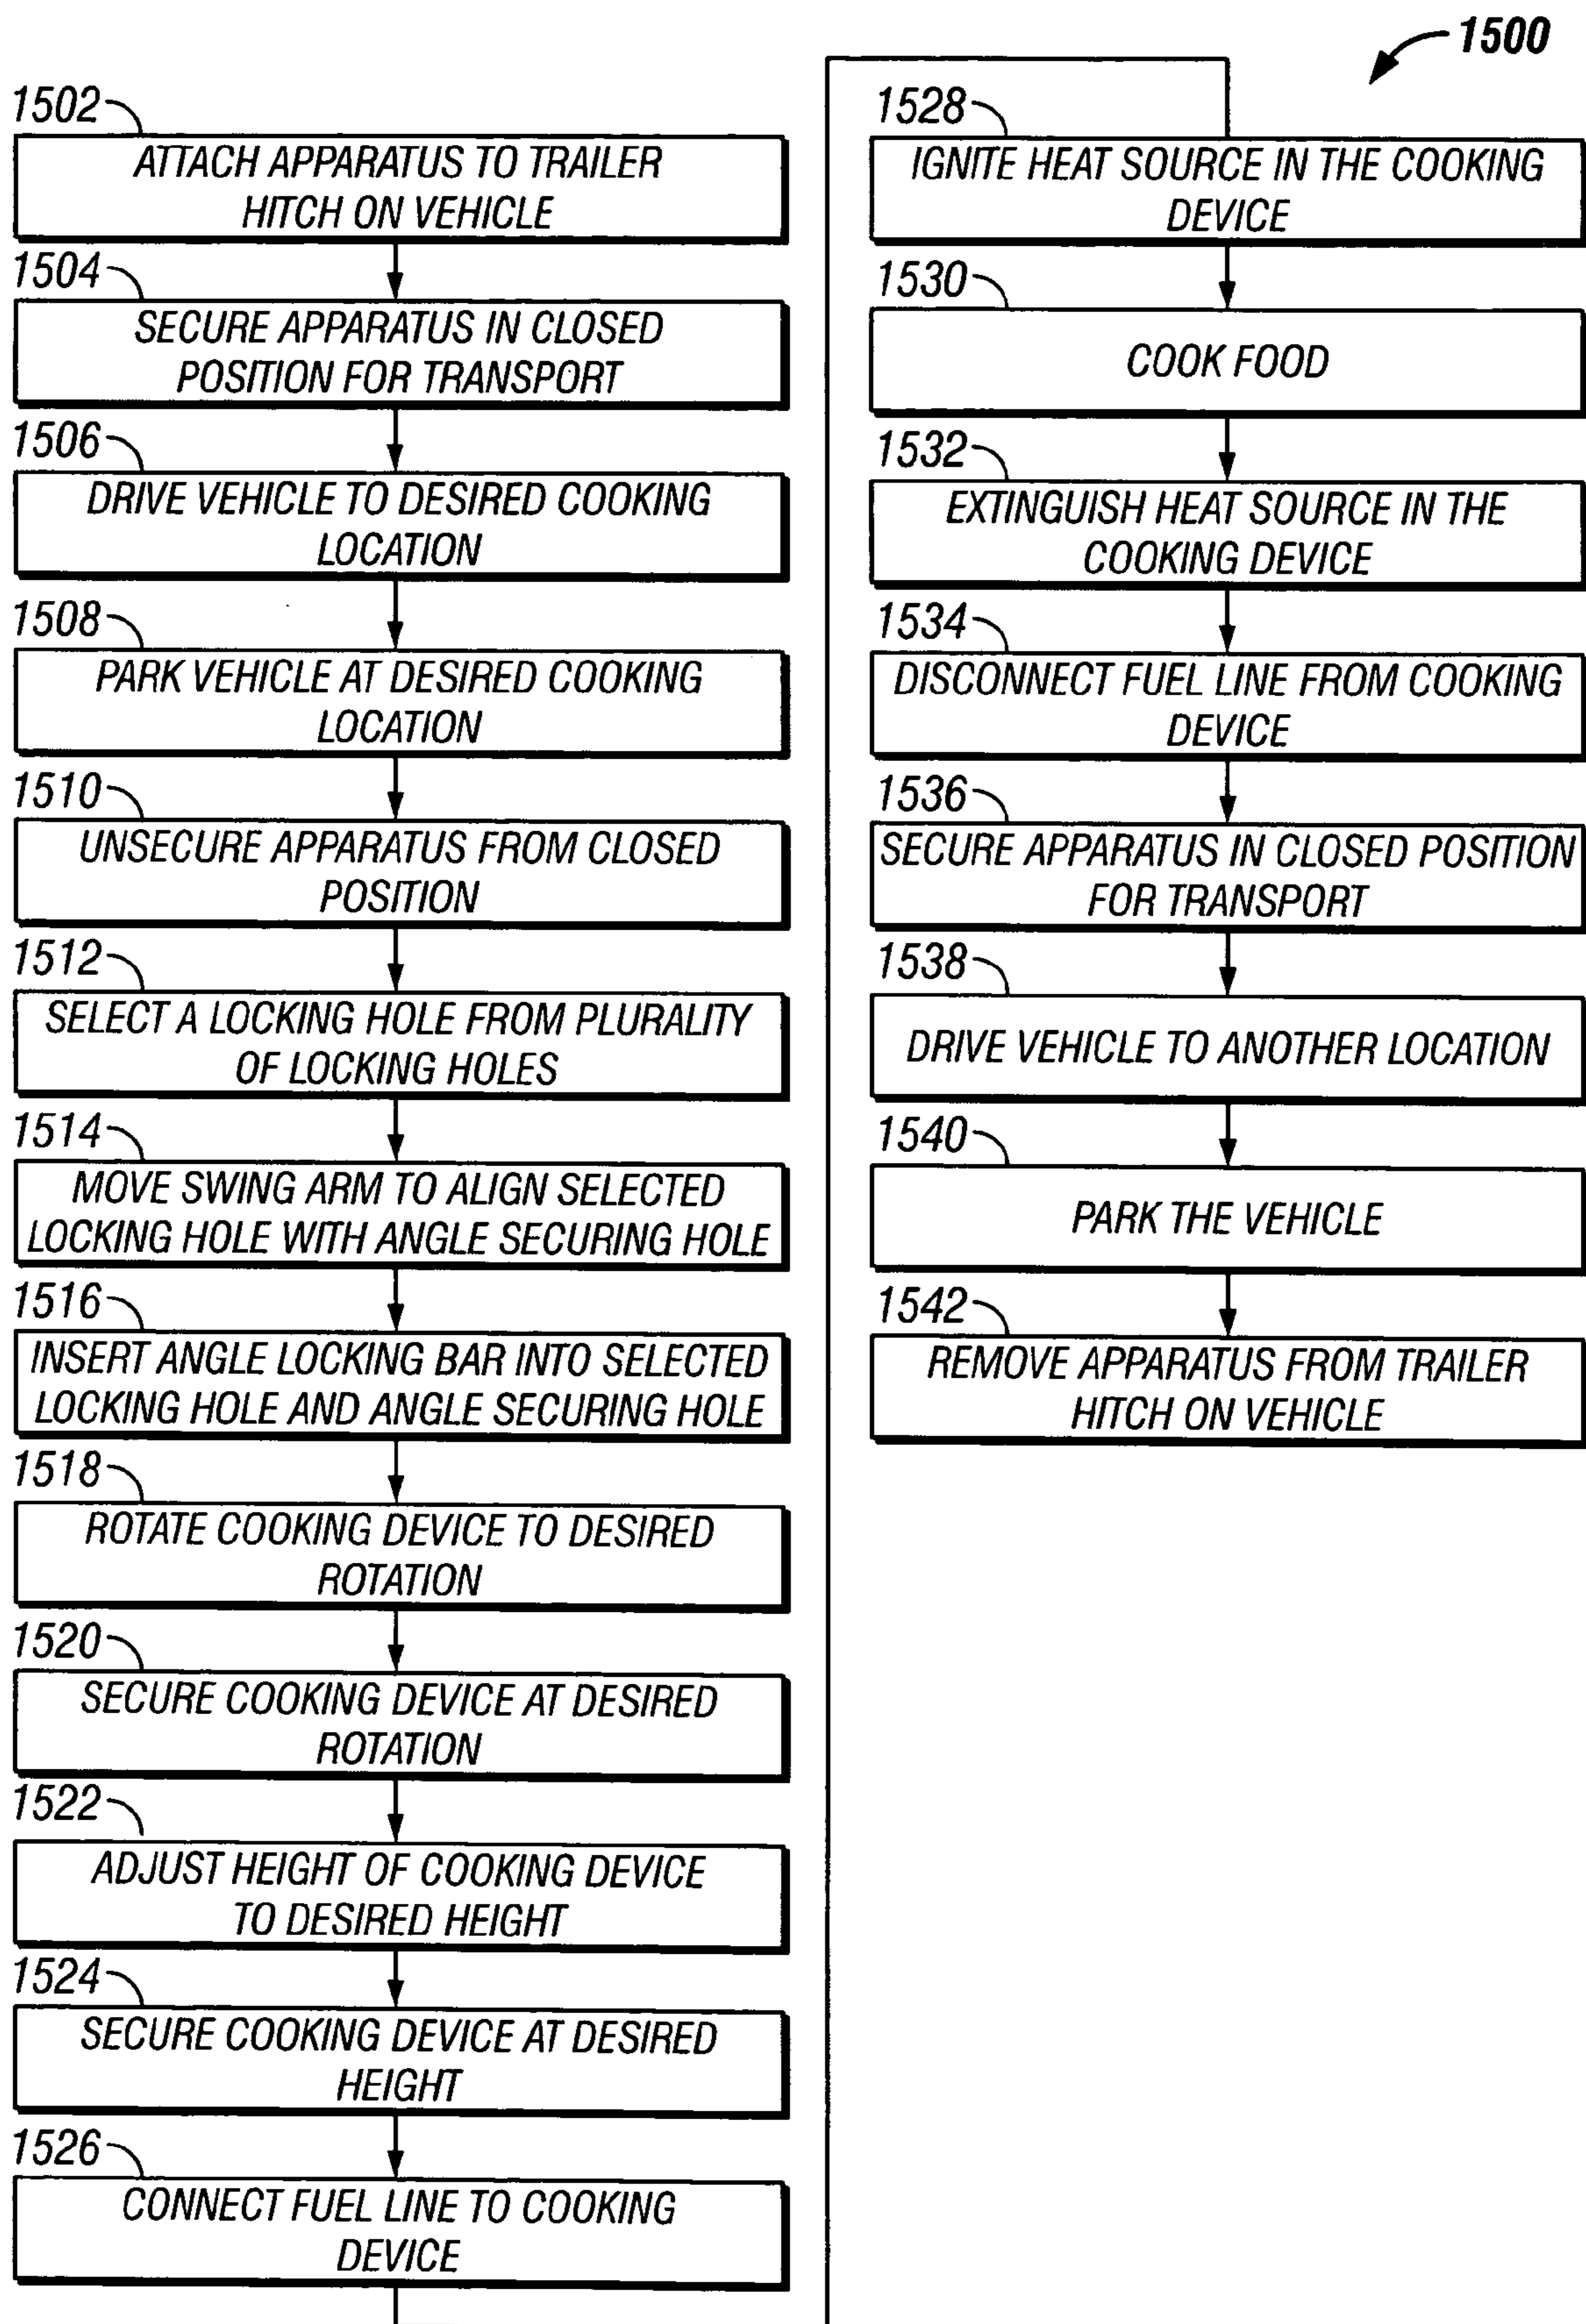 1500
1502
ATTACH APPARATUS TO TRAILER
HITCH ON VEHICLE
1504
SECURE APPARATUS IN CLOSED
POSITION FOR TRANSPORT
1506
DRIVE VEHICLE TO DESIRED COOKING
LOCATION
1508
PARK VEHICLE AT DESIRED COOKING
LOCATION
1510
UNSECURE APPARATUS FROM CLOSED
POSITION
1512
SELECT A LOCKING HOLE FROM PLURALITY
OF LOCKING HOLES
1514
MOVE SWING ARM TO ALIGN SELECTED
LOCKING HOLE WITH ANGLE SECURING HOLE
1516
INSERT ANGLE LOCKING BAR INTO SELECTED
LOCKING HOLE AND ANGLE SECURING HOLE
1518
ROTATE COOKING DEVICE TO DESIRED
ROTATION
1520
SECURE COOKING DEVICE AT DESIRED
ROTATION
1522
ADJUST HEIGHT OF COOKING DEVICE
TO DESIRED HEIGHT
1524
SECURE COOKING DEVICE AT DESIRED
HEIGHT
1526
CONNECT FUEL LINE TO COOKING
DEVICE
1528
IGNITE HEAT SOURCE IN THE COOKING
DEVICE
1530
COOK FOOD
1532
EXTINGUISH HEAT SOURCE IN THE
COOKING DEVICE
1534
DISCONNECT FUEL LINE FROM COOKING
DEVICE
1536
SECURE APPARATUS IN CLOSED POSITION
FOR TRANSPORT
1538
DRIVE VEHICLE TO ANOTHER LOCATION
1540
PARK THE VEHICLE
1542
REMOVE APPARATUS FROM TRAILER
HITCH ON VEHICLE